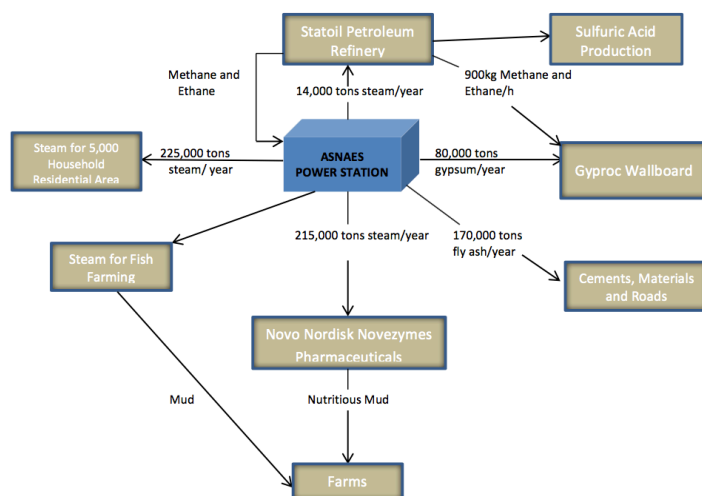 Statoil Petroleum
Refinery
Sulfuric Acid
Production
Methane and
Ethane
14,000 tons steam/year
900kg Methane and
Ethane/h
Steam for 5,000
Household
Residential Area
225,000 tons
steam/ year
ASNAES
POWER STATION
80,000 tons
gypsum/year
Gyproc Wallboard
215,000 tons steam/year
170,000 tons
fly ash/year
Steam for Fish
Farming
Cements, Materials
and Roads
Novo Nordisk Novezymes
Pharmaceuticals
Mud
Nutritious Mud
Farms